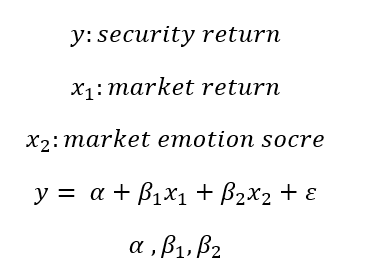 y: security return
x₁: market return
x₂: market emotion socre
y = α + β₁x₁ + β₂x₂ + ε
α , β₁, β₂